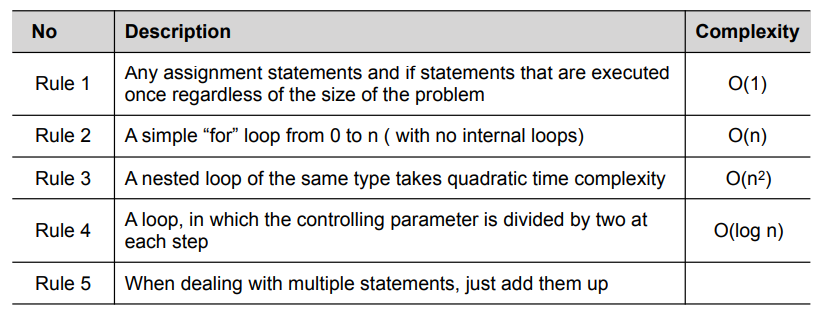 No Description Complexity
Rule 1 Any assignment statements and if statements that are executed once regardless of the size of the problem O(1)
Rule 2 A simple “for” loop from 0 to n ( with no internal loops) O(n)
Rule 3 A nested loop of the same type takes quadratic time complexity O(n²)
Rule 4 A loop, in which the controlling parameter is divided by two at each step O(log n)
Rule 5 When dealing with multiple statements, just add them up